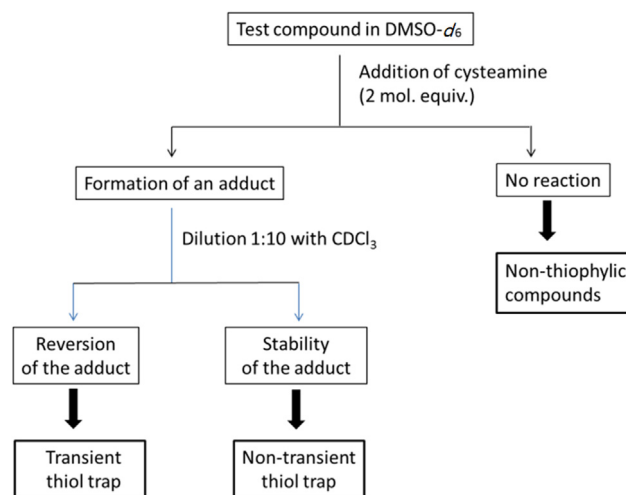 Test compound in DMSO-d6
Addition of cysteamine
(2 mol. equiv.)
Formation of an adduct
No reaction
Dilution 1:10 with CDCl3
Non-thiophylic
compounds
Reversion
of the adduct
Stability
of the adduct
Transient
thiol trap
Non-transient
thiol trap